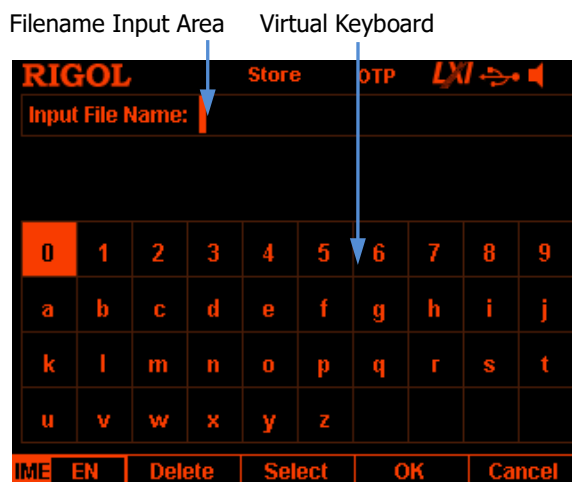 Filename Input Area Virtual Keyboard
RIGOL Store OTP LXI
Input File Name:
0 1 2 3 4 5 6 7 8 9
a b c d e f g h i j
k l m n o p q r s t
u v w x y z
IME EN Delete Select OK Cancel